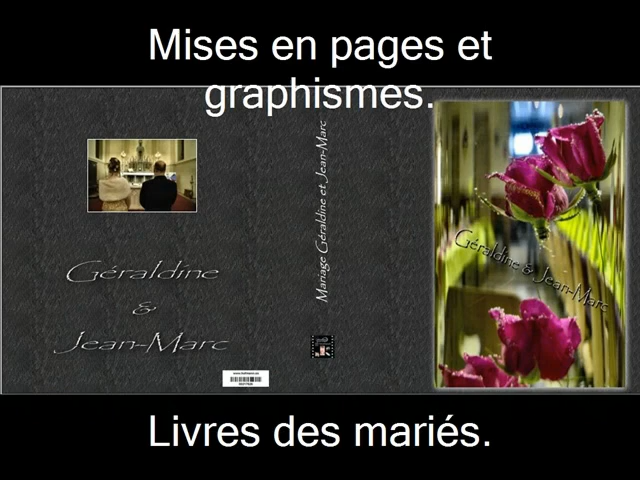 Mises en pages et
graphismes.
Géraldine
&
Jean-Marc
Mariage Géraldine et Jean-Marc
Géraldine & Jean-Marc
Livres des mariés.